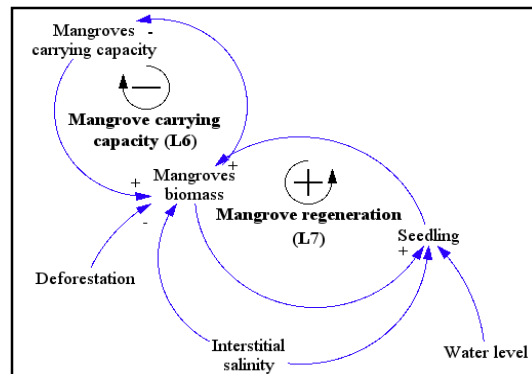 Mangroves -
carrying capacity
Mangrove carrying
capacity (L6)
+
+
Mangroves
biomass
-
Mangrove regeneration
(L7)
Seedling
+
Deforestation
Interstitial
salinity
Water level